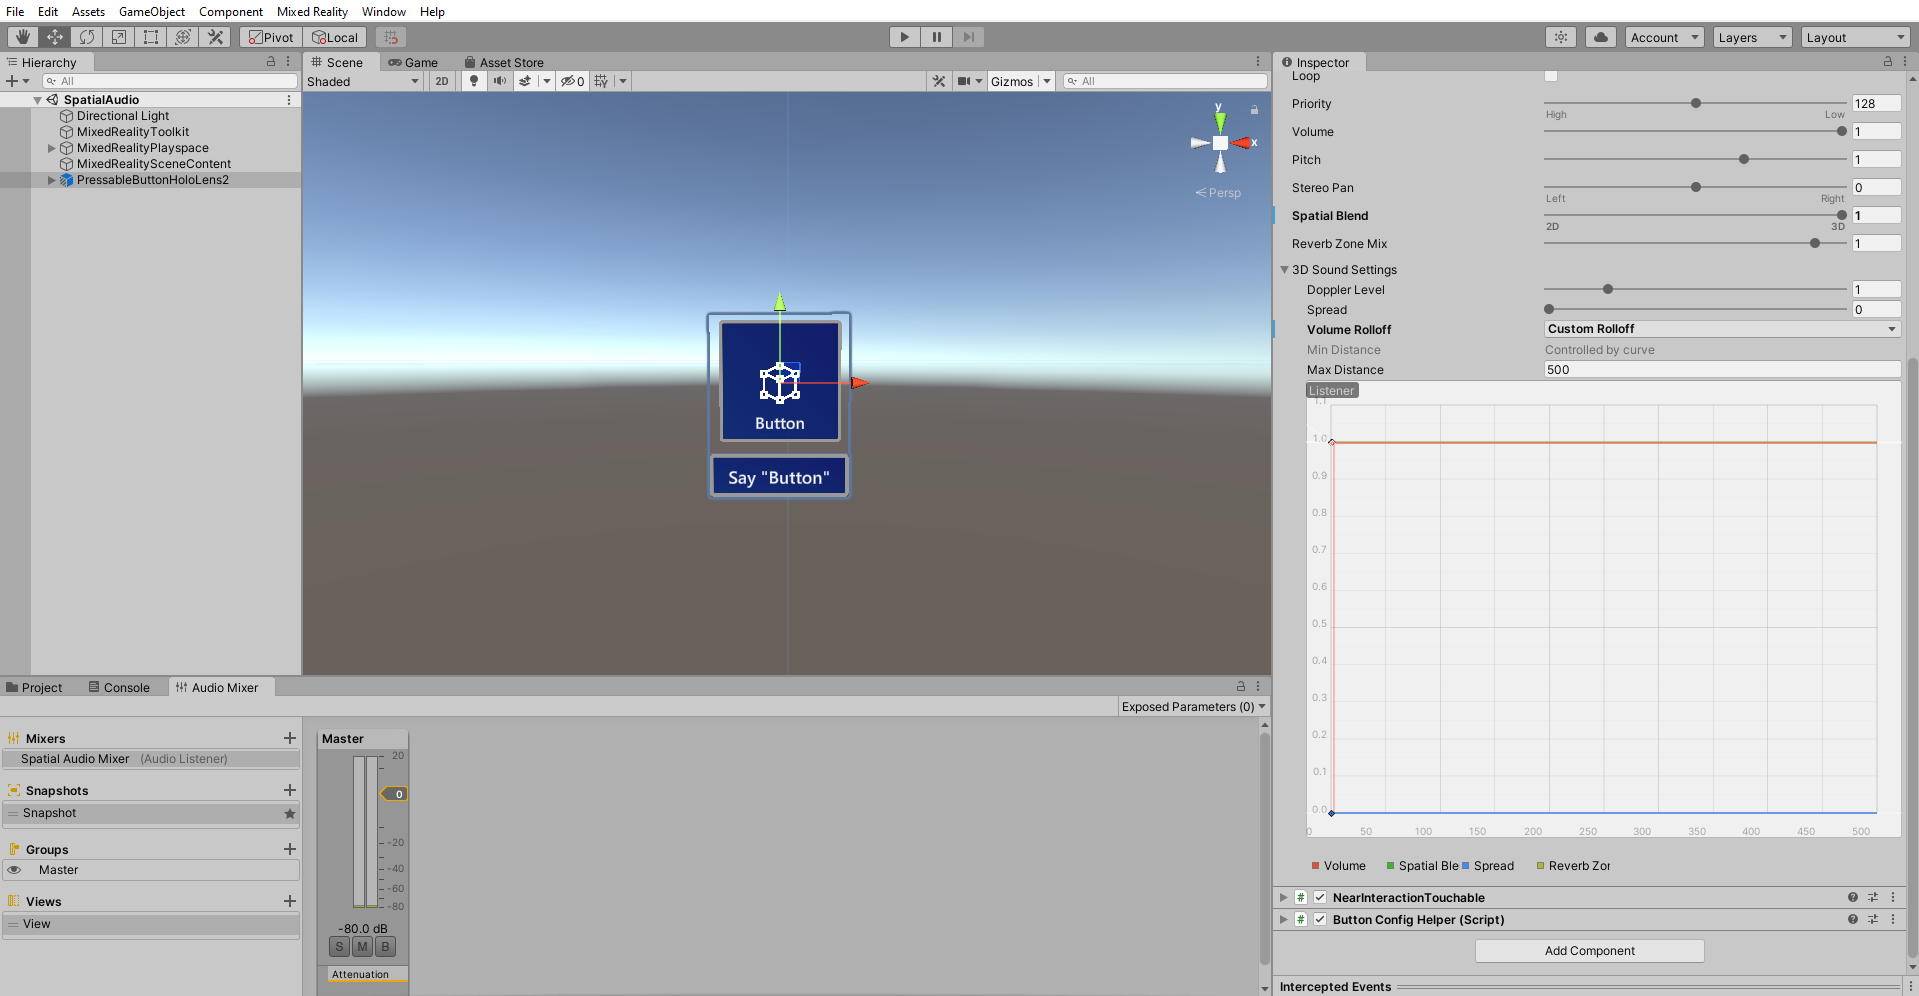 File Edit Assets GameObject Component Mixed Reality Window Help
Pivot Local Account Layers Layout
Hierarchy
All
SpatialAudio
Directional Light
MixedRealityToolkit
MixedRealityPlayspace
MixedRealitySceneContent
PressableButtonHoloLens2
Scene Game Asset Store
Shaded 2D 0 Gizmos All
y
x
Persp
Button
Say "Button"
Inspector
Loop
Priority 128
High Low
Volume 1
Pitch 1
Stereo Pan 0
Left Right
Spatial Blend 1
2D 3D
Reverb Zone Mix 1
3D Sound Settings
Doppler Level 1
Spread 0
Volume Rolloff Custom Rolloff
Min Distance Controlled by curve
Max Distance 500
Listener
1.1
1.0
0.9
0.8
0.7
0.6
0.5
0.4
0.3
0.2
0.1
0.0
0 50 100 150 200 250 300 350 400 450 500
Volume Spatial Ble Spread Reverb Zor
# NearInteractionTouchable
# Button Config Helper (Script)
Add Component
Intercepted Events
Project Console Audio Mixer
Exposed Parameters (0)
Mixers
Spatial Audio Mixer (Audio Listener)
Snapshots
Snapshot
Groups
Master
Views
View
Master
20
0
-20
-40
-60
-80
-80.0 dB
S M B
Attenuation